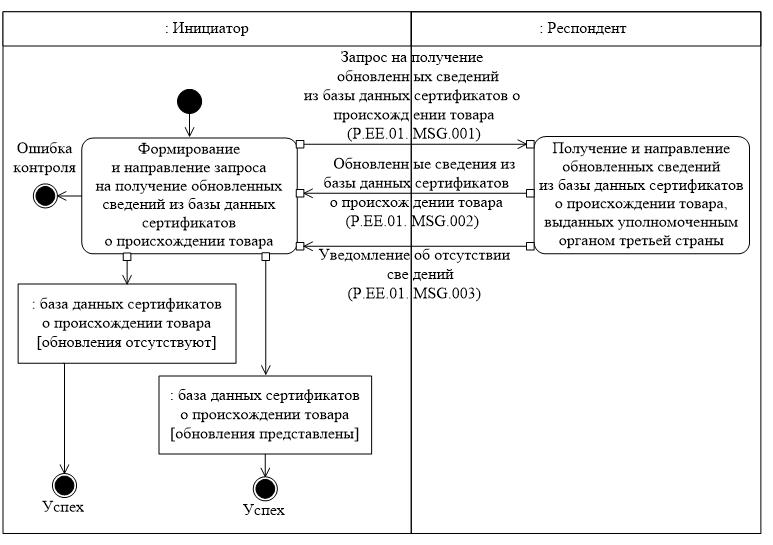 : Инициатор
: Респондент
Запрос на получение
обновленных сведений
из базы данных сертификатов о
происхождении товара
(P.EE.01. MSG.001)
Ошибка
контроля
Формирование
и направление запроса
на получение обновленных
сведений из базы данных
сертификатов
о происхождении товара
Обновленные сведения из
базы данных сертификатов
о происхождении товара
(P.EE.01. MSG.002)
Получение и направление
обновленных сведений
из базы данных сертификатов
о происхождении товара,
выданных уполномоченным
органом третьей страны
Уведомление об отсутствии
сведений
(P.EE.01. MSG.003)
: база данных сертификатов
о происхождении товара
[обновления отсутствуют]
: база данных сертификатов
о происхождении товара
[обновления представлены]
Успех
Успех